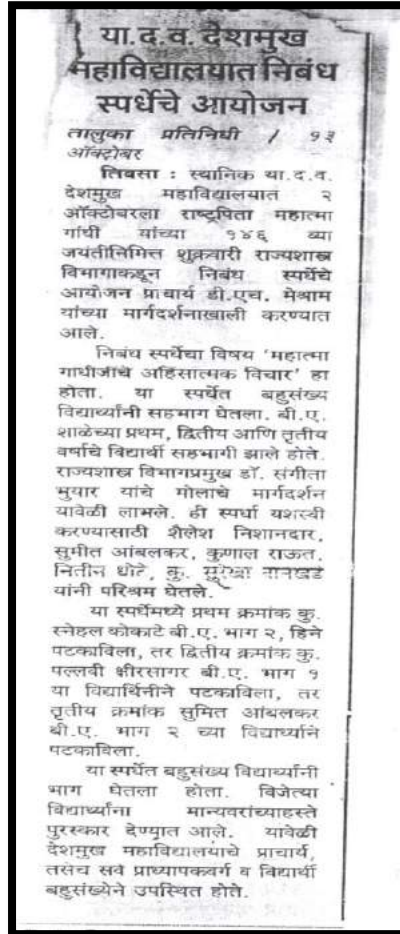 या.द.व. देशमुख
महाविद्यालयात निबंध
स्पर्धेचे आयोजन
तालुका प्रतिनिधी / १३
ऑक्टोबर
तिवसा : स्थानिक या.द.व.
देशमुख महाविद्यालयात २
ऑक्टोबरला राष्ट्रपिता महात्मा
गांधी यांच्या १४६ व्या
जयंतीनिमित्त शुक्रवारी राज्यशास्त्र
विभागाकडून निबंध स्पर्धेचे
आयोजन प्राचार्य डी.एच. मेश्राम
यांच्या मार्गदर्शनाखाली करण्यात
आले.
निबंध स्पर्धेचा विषय 'महात्मा
गांधीजींचे अहिंसात्मक विचार' हा
होता. या स्पर्धेत बहुसंख्य
विद्यार्थ्यांनी सहभाग घेतला. बी.ए.
शाळेच्या प्रथम, द्वितीय आणि तृतीय
वर्षाचे विद्यार्थी सहभागी झाले होते.
राज्यशास्त्र विभागप्रमुख डॉ. संगीता
भुयार यांचे मोलाचे मार्गदर्शन
यावेळी लाभले. ही स्पर्धा यशस्वी
करण्यासाठी शैलेश निशानदार,
सुमीत आंबलकर, कुणाल राऊत,
नितीन धोटे, कु. सुरेखा नानखडे
यांनी परिश्रम घेतले.
या स्पर्धेमध्ये प्रथम क्रमांक कु.
स्नेहल कोकाटे बी.ए. भाग २, हिने
पटकाविला, तर द्वितीय क्रमांक कु.
पल्लवी क्षीरसागर बी.ए. भाग १
या विद्यार्थिनीने पटकाविला, तर
तृतीय क्रमांक सुमित आंबलकर
बी.ए. भाग २ च्या विद्यार्थ्याने
पटकाविला.
या स्पर्धेत बहुसंख्य विद्यार्थ्यांनी
भाग घेतला होता. विजेत्या
विद्यार्थ्यांना मान्यवरांच्याहस्ते
पुरस्कार देण्यात आले. यावेळी
देशमुख महाविद्यालयाचे प्राचार्य,
तसेच सर्व प्राध्यापकवर्ग व विद्यार्थी
बहुसंख्येने उपस्थित होते.